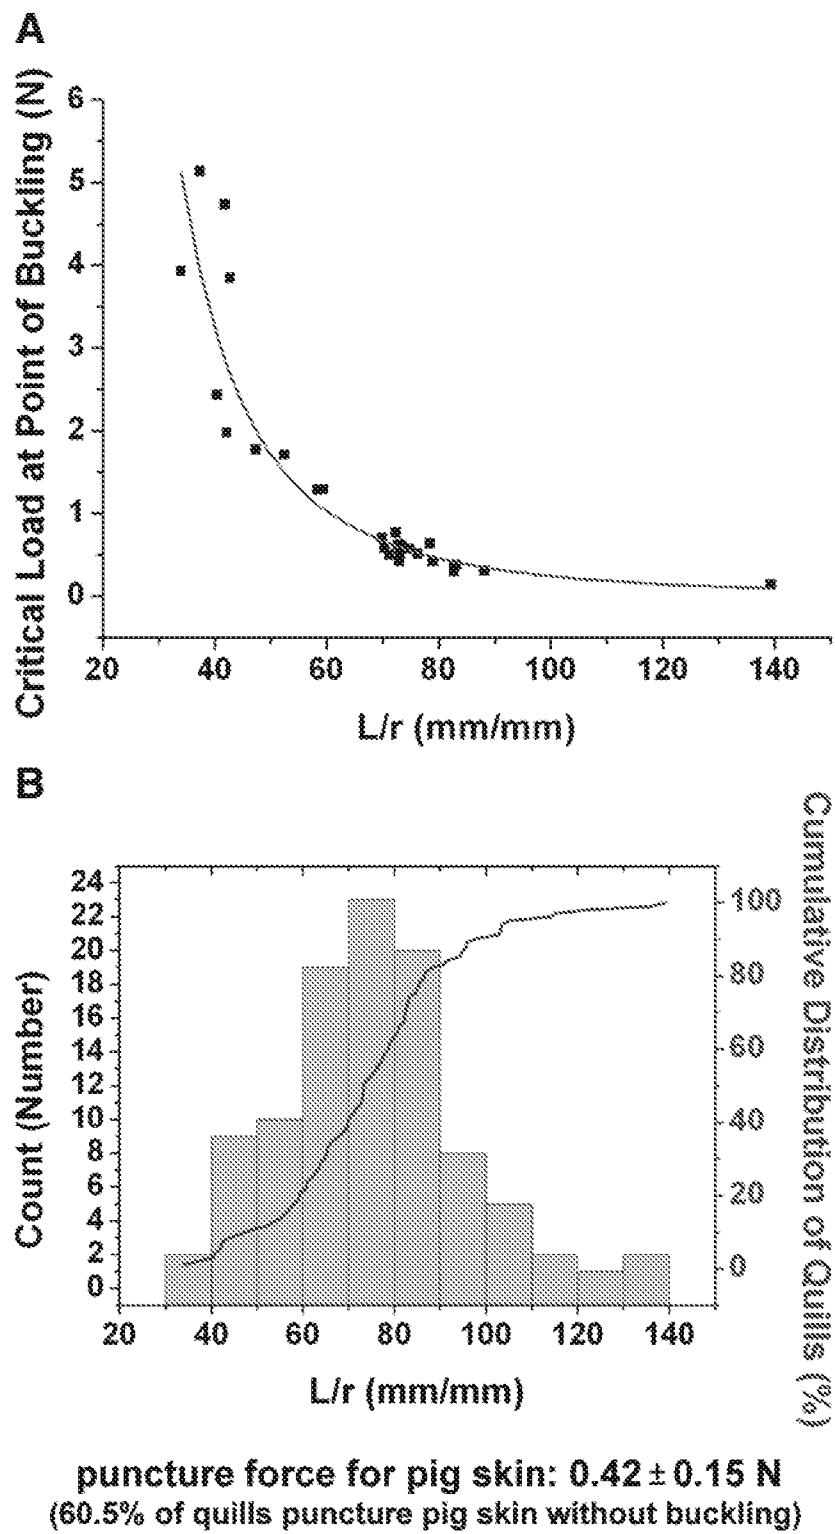 A
Critical Load at Point of Buckling (N)
6
5
4
3
2
1
0
20 40 60 80 100 120 140
L/r (mm/mm)
B
Count (Number)
24
22
20
18
16
14
12
10
8
6
4
2
0
100
80
60
40
20
0
Cumulative Distribution of Quills (%)
20 40 60 80 100 120 140
L/r (mm/mm)
puncture force for pig skin: 0.42 ± 0.15 N
(60.5% of quills puncture pig skin without buckling)